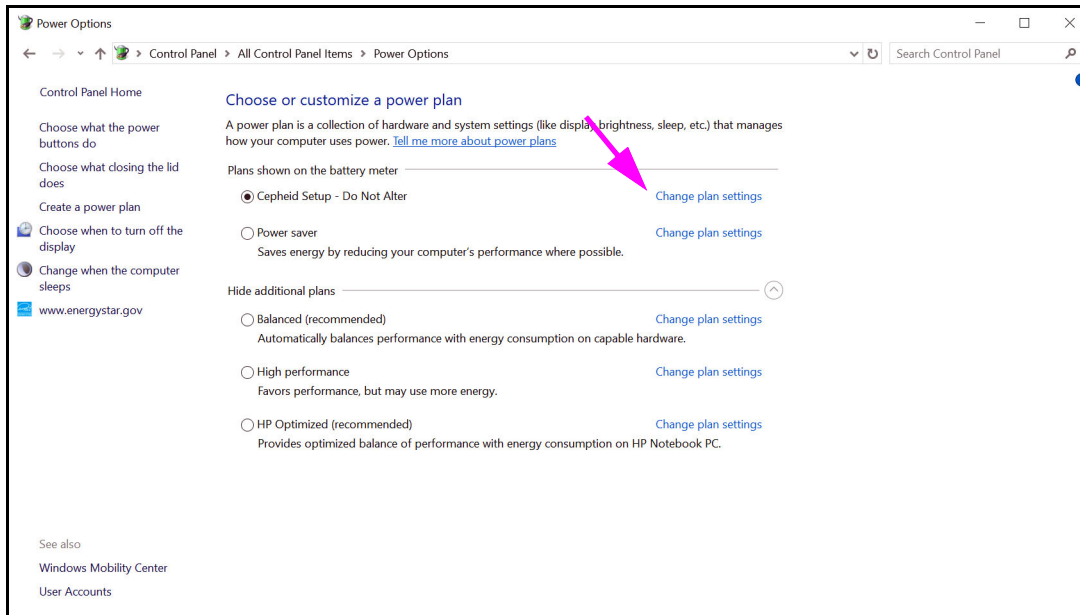 Power Options
Control Panel > All Control Panel Items > Power Options
Search Control Panel
Control Panel Home
Choose what the power
buttons do
Choose what closing the lid
does
Create a power plan
Choose when to turn off the
display
Change when the computer
sleeps
www.energystar.gov
Choose or customize a power plan
A power plan is a collection of hardware and system settings (like display brightness, sleep, etc.) that manages
how your computer uses power. Tell me more about power plans
Plans shown on the battery meter
Cepheid Setup - Do Not Alter Change plan settings
Power saver Change plan settings
Saves energy by reducing your computer's performance where possible.
Hide additional plans
Balanced (recommended) Change plan settings
Automatically balances performance with energy consumption on capable hardware.
High performance Change plan settings
Favors performance, but may use more energy.
HP Optimized (recommended) Change plan settings
Provides optimized balance of performance with energy consumption on HP Notebook PC.
See also
Windows Mobility Center
User Accounts